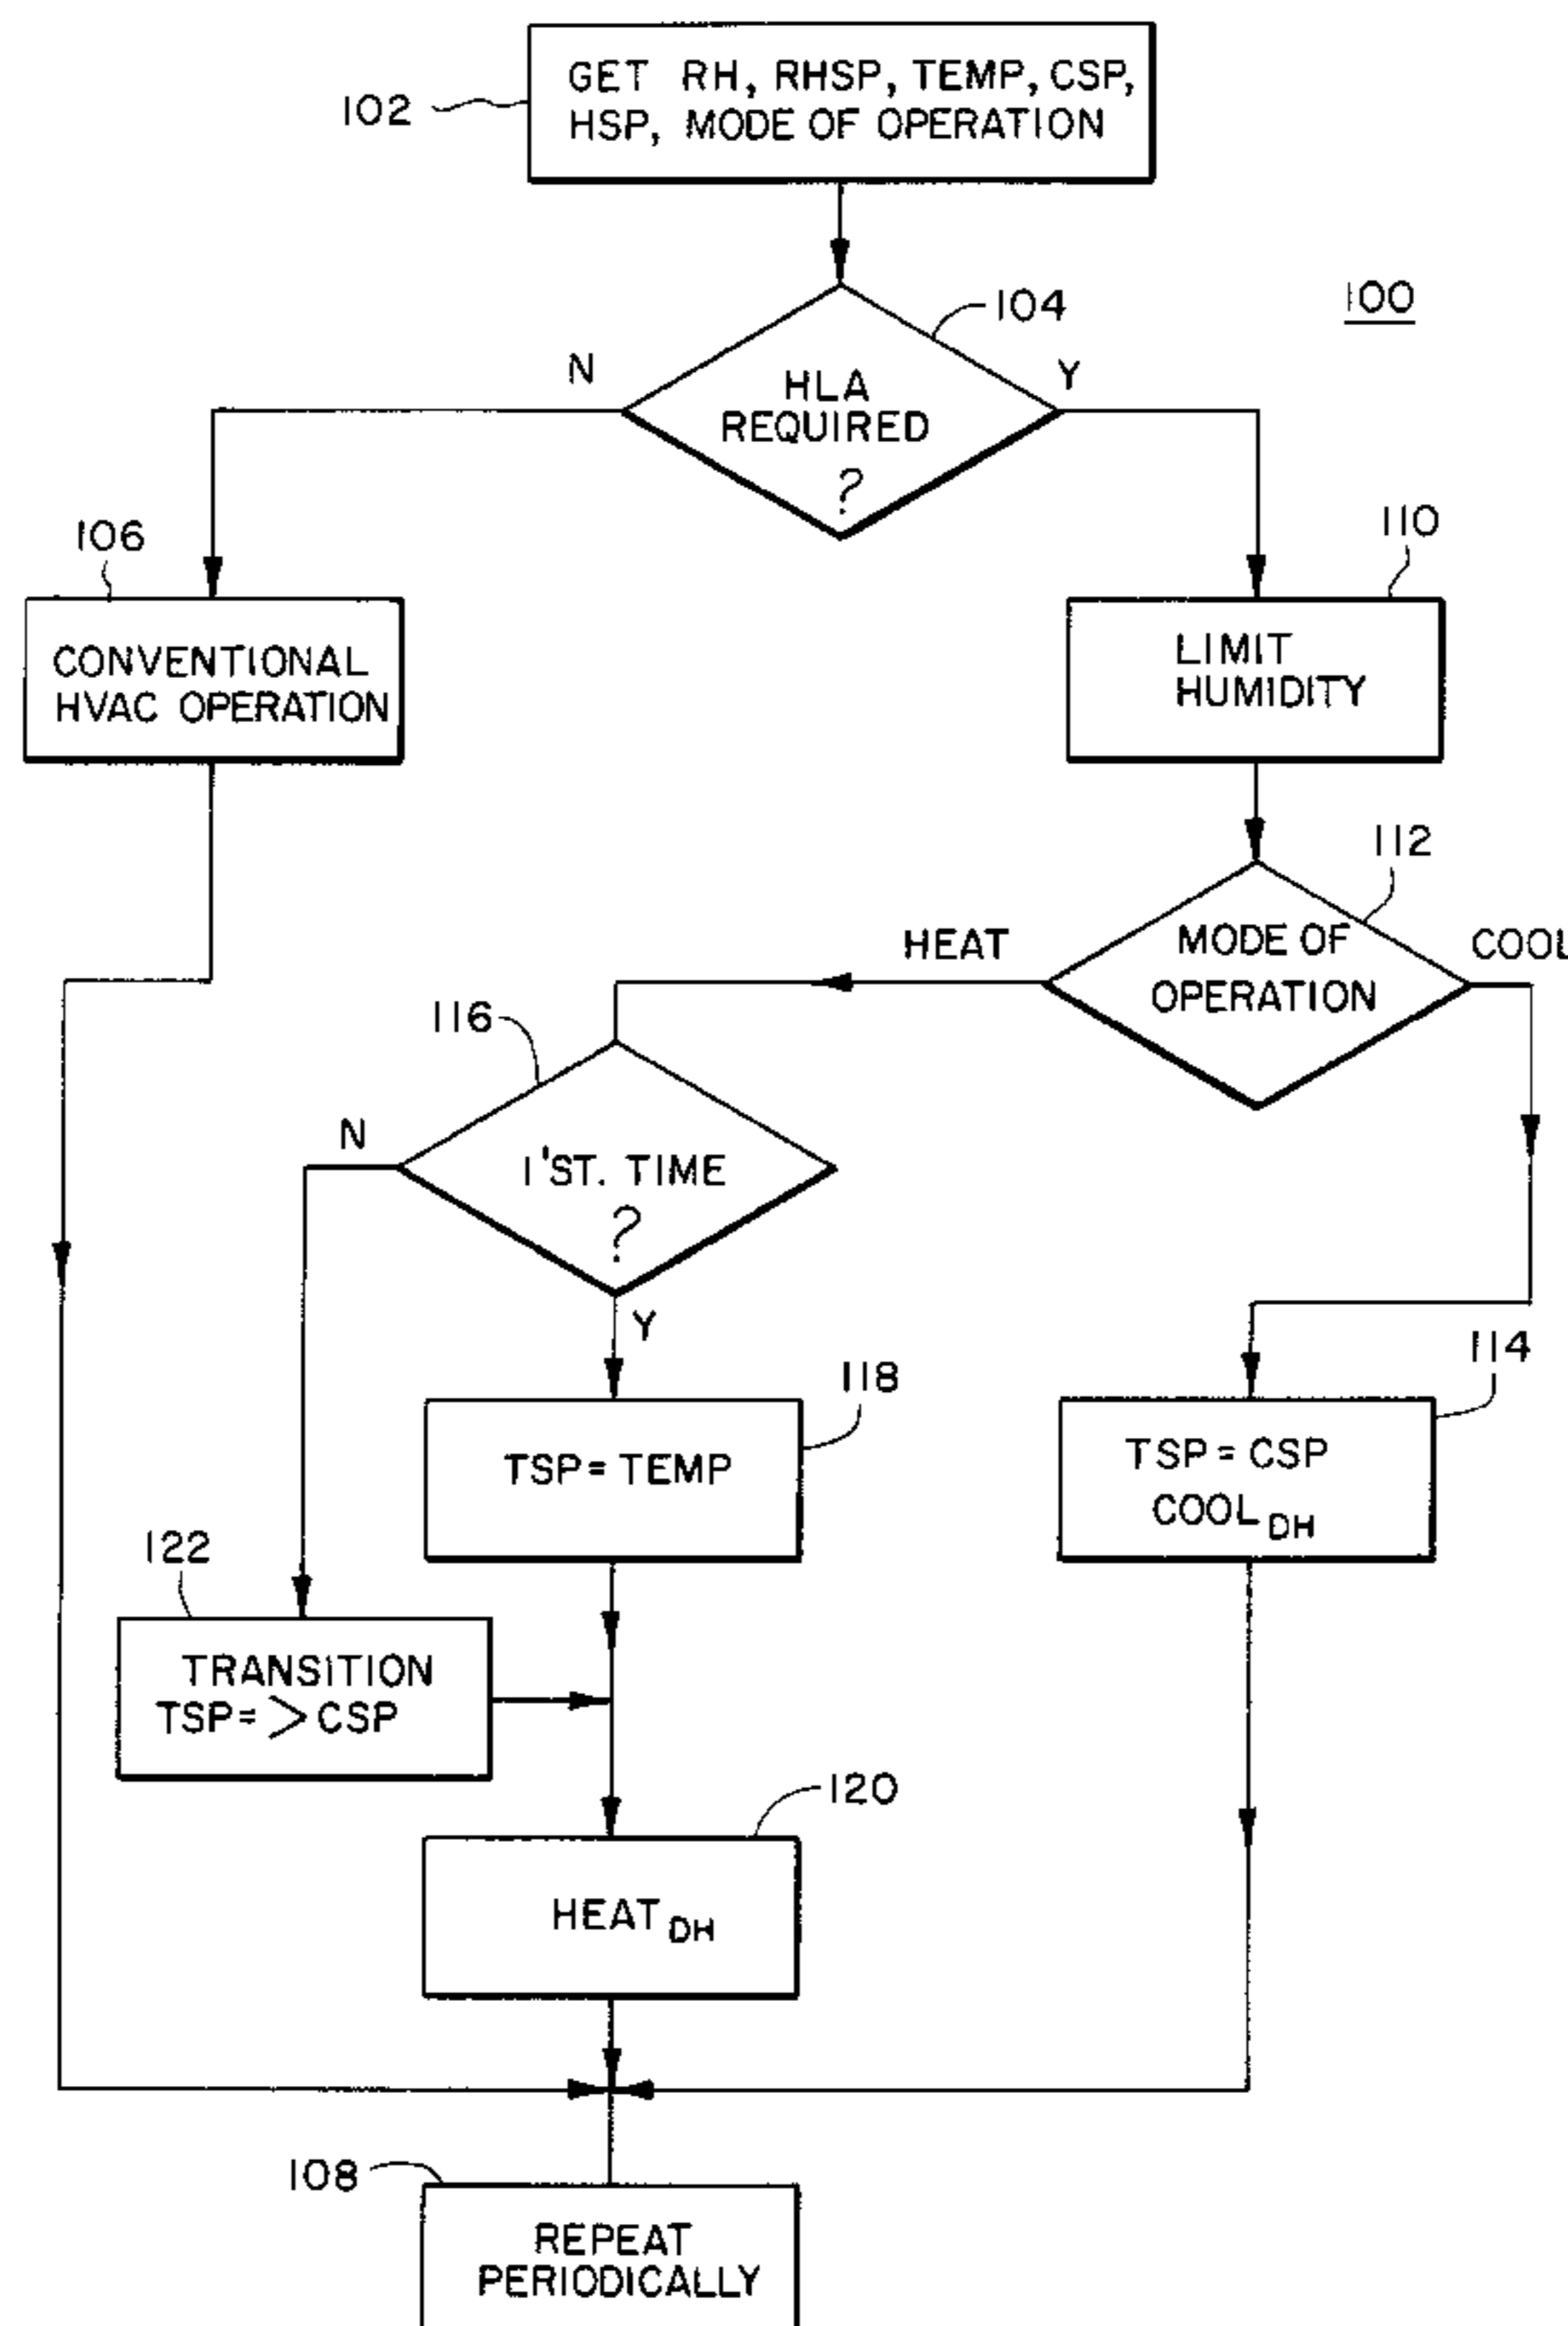 GET RH, RHSP, TEMP, CSP,
HSP, MODE OF OPERATION
102
104
100
N
Y
HLA
REQUIRED
?
106
110
CONVENTIONAL
HVAC OPERATION
LIMIT
HUMIDITY
112
HEAT
MODE OF
OPERATION
COOL
116
N
1'ST. TIME
?
Y
118
114
TSP = TEMP
TSP = CSP
COOL DH
122
TRANSITION
TSP = > CSP
120
HEAT DH
108
REPEAT
PERIODICALLY